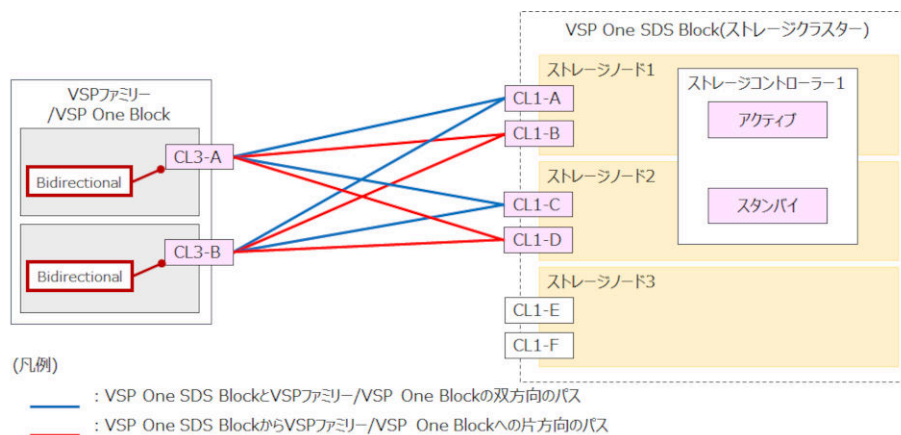 VSP One SDS Block(ストレージクラスター)
VSPファミリー
/VSP One Block
CL3-A
Bidirectional
CL3-B
Bidirectional
ストレージノード1
CL1-A
CL1-B
ストレージコントローラー1
アクティブ
スタンバイ
ストレージノード2
CL1-C
CL1-D
ストレージノード3
CL1-E
CL1-F
(凡例)
: VSP One SDS BlockとVSPファミリー/VSP One Blockの双方向のパス
: VSP One SDS BlockからVSPファミリー/VSP One Blockへの片方向のパス